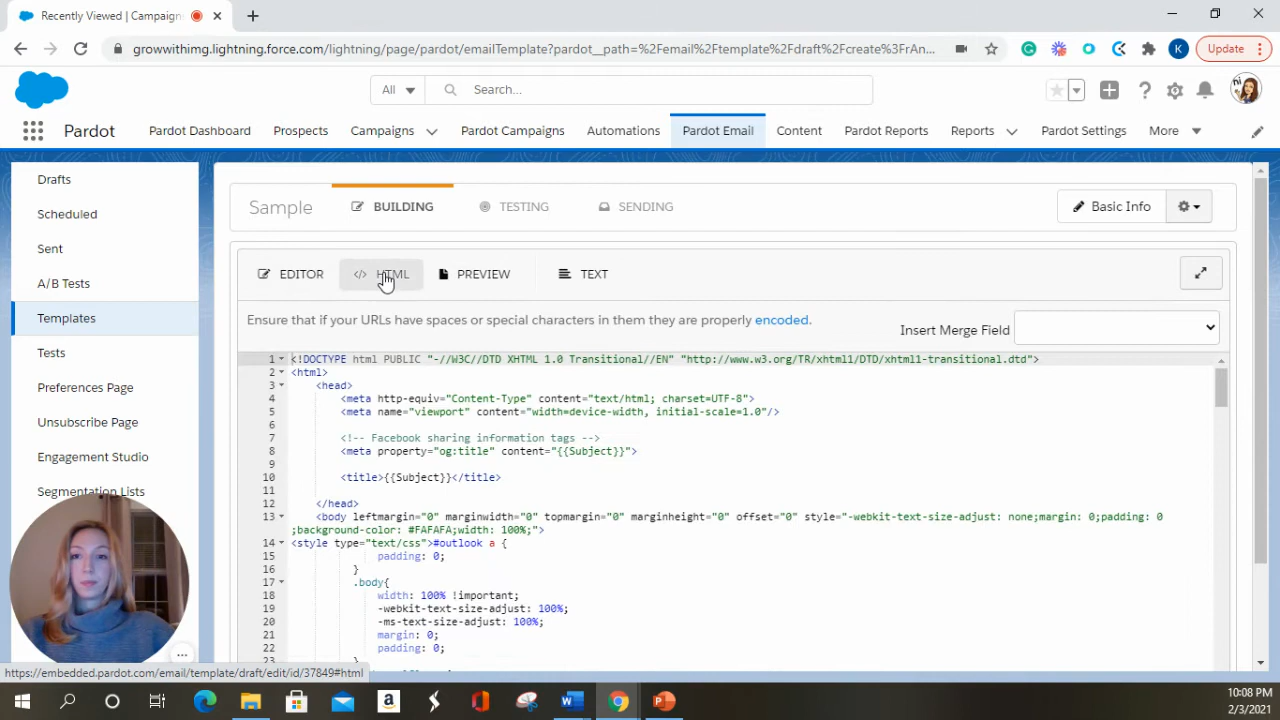 Recently Viewed | Campaign
growwithimg.lightning.force.com/lightning/page/pardot/emailTemplate?pardot__path=%2Femail%2Ftemplate%2Fdraft%2Fcreate%3FrAn...
K
Update
All
Search...
hi
Pardot
Pardot Dashboard
Prospects
Campaigns
Pardot Campaigns
Automations
Pardot Email
Content
Pardot Reports
Reports
Pardot Settings
More
Drafts
Scheduled
Sent
A/B Tests
Templates
Tests
Preferences Page
Unsubscribe Page
Engagement Studio
Segmentation Lists
Sample
BUILDING
TESTING
SENDING
Basic Info
EDITOR
</> HTML
PREVIEW
TEXT
Ensure that if your URLs have spaces or special characters in them they are properly encoded.
Insert Merge Field
1 <!DOCTYPE html PUBLIC "-//W3C//DTD XHTML 1.0 Transitional//EN" "http://www.w3.org/TR/xhtml1/DTD/xhtml1-transitional.dtd">
2 <html>
3 <head>
4 <meta http-equiv="Content-Type" content="text/html; charset=UTF-8">
5 <meta name="viewport" content="width=device-width, initial-scale=1.0"/>
6
7 <!-- Facebook sharing information tags -->
8 <meta property="og:title" content="{{Subject}}">
9
10 <title>{{Subject}}</title>
11
12 </head>
13 <body leftmargin="0" marginwidth="0" topmargin="0" marginheight="0" offset="0" style="-webkit-text-size-adjust: none;margin: 0;padding: 0
;background-color: #FAFAFA;width: 100%;">
14 <style type="text/css">#outlook a {
15 padding: 0;
16 }
17 .body{
18 width: 100% !important;
19 -webkit-text-size-adjust: 100%;
20 -ms-text-size-adjust: 100%;
21 margin: 0;
22 padding: 0;
23 }
https://embedded.pardot.com/email/template/draft/edit/id/37849#html
10:08 PM
2/3/2021